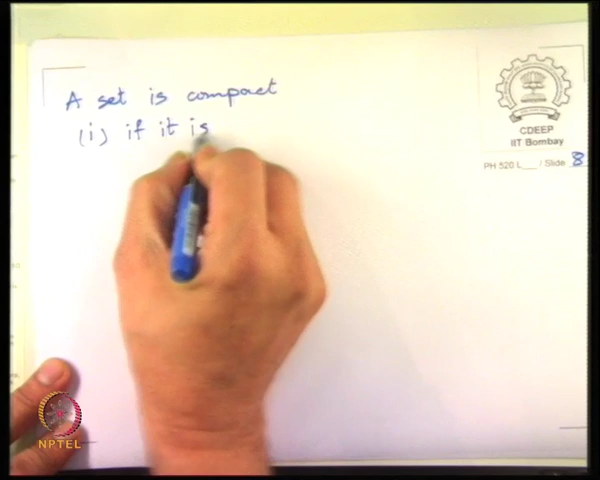 A set is compact
(i) if it is
CDEEP
IIT Bombay
PH 520 L___ / Slide 8
NPTEL